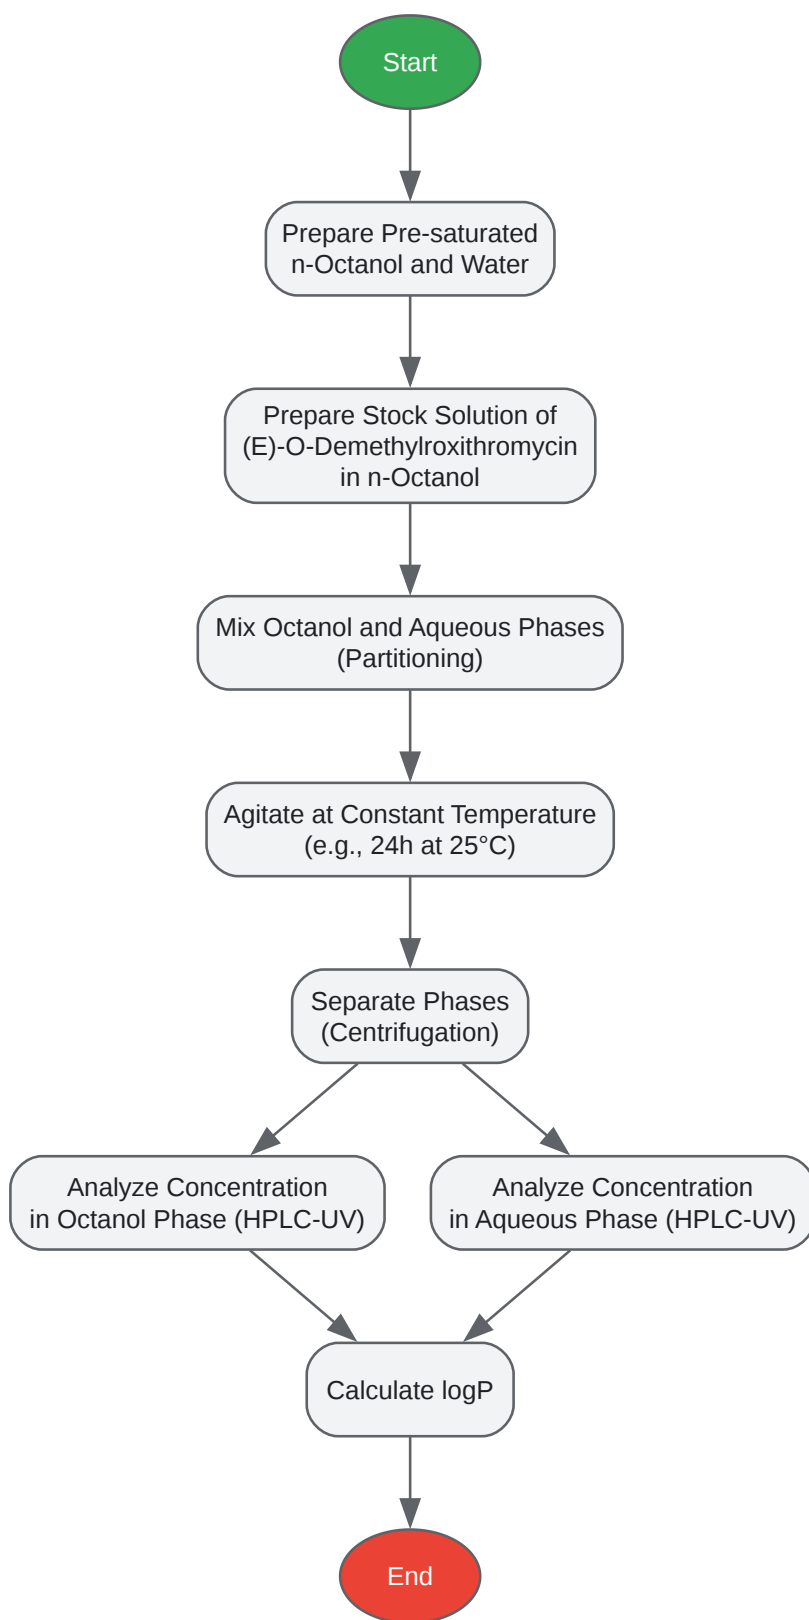 Start
Prepare Pre-saturated
n-Octanol and Water
Prepare Stock Solution of
(E)-O-Demethylroxithromycin
in n-Octanol
Mix Octanol and Aqueous Phases
(Partitioning)
Agitate at Constant Temperature
(e.g., 24h at 25°C)
Separate Phases
(Centrifugation)
Analyze Concentration
in Octanol Phase (HPLC-UV)
Analyze Concentration
in Aqueous Phase (HPLC-UV)
Calculate logP
End